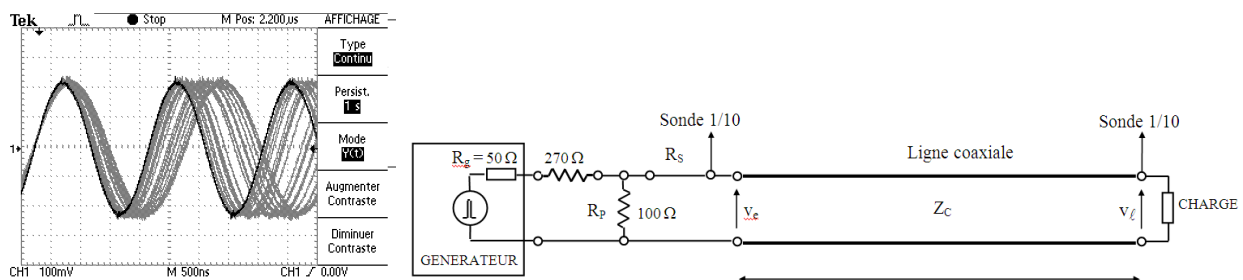 Tek Stop M Pos: 2.200µs AFFICHAGE
Type
Continu
Persist.
1 s
Mode
Y(t)
Augmenter
Contraste
Diminuer
Contraste
1
CH1 100mV M 500ns CH1 0.00V
Sonde 1/10 Sonde 1/10
Rg = 50 Ω 270 Ω RS Ligne coaxiale
RP 100 Ω ve ZC vℓ CHARGE
GENERATEUR